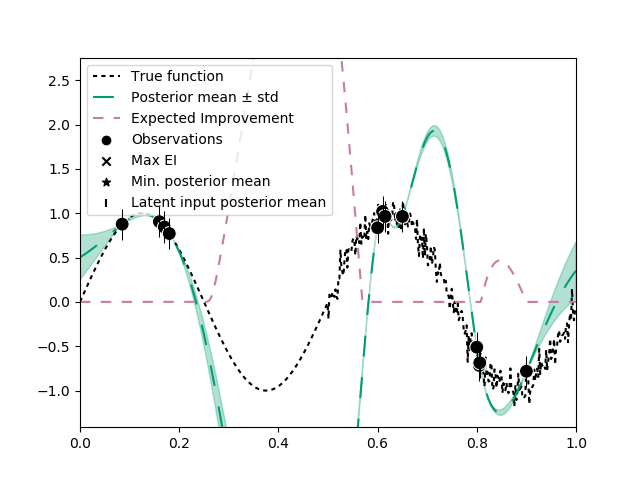 True function
Posterior mean ± std
Expected Improvement
Observations
Max EI
Min. posterior mean
Latent input posterior mean
2.5
2.0
1.5
1.0
0.5
0.0
−0.5
−1.0
0.0 0.2 0.4 0.6 0.8 1.0